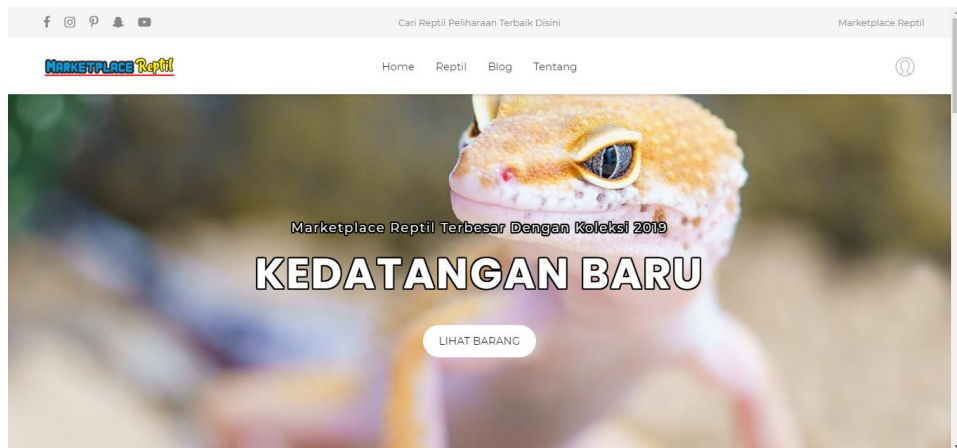 Cari Reptil Peliharaan Terbaik Disini
Marketplace Reptil
MARKETPLACE Reptil
Home Reptil Blog Tentang
Marketplace Reptil Terbesar Dengan Koleksi 2019
KEDATANGAN BARU
LIHAT BARANG